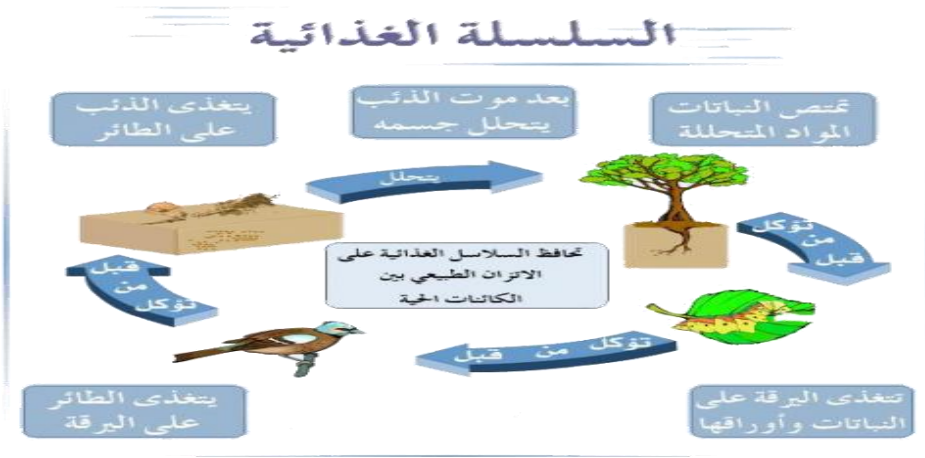 السلسلة الغذائية
تمتص النباتات
المواد المتحللة
بعد موت الذئب
يتحلل جسمه
يتغذى الذئب
على الطائر
يتحلل
تؤكل
من
قبل
تحافظ السلاسل الغذائية على
الاتزان الطبيعي بين
الكائنات الحية
قبل
من
تؤكل
تؤكل من قبل
تتغذى اليرقة على
النباتات وأوراقها
يتغذى الطائر
على اليرقة